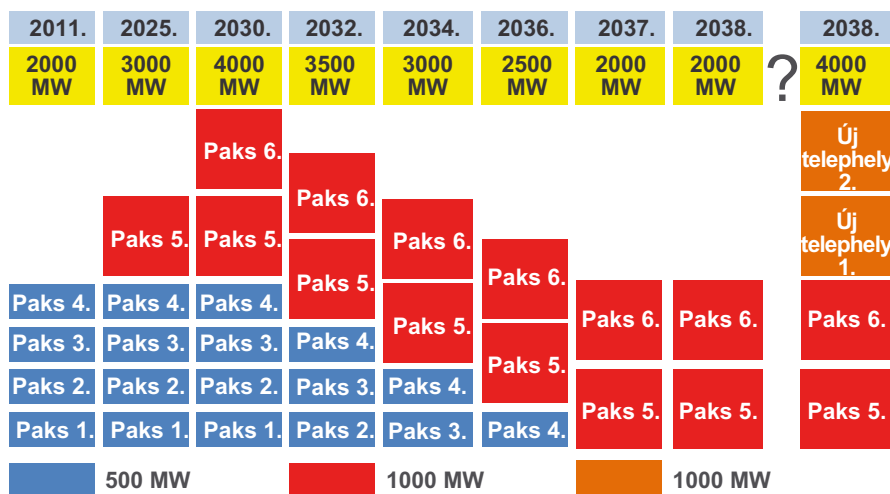 2011. 2025. 2030. 2032. 2034. 2036. 2037. 2038. 2038.
2000 3000 4000 3500 3000 2500 2000 2000 ? 4000
MW MW MW MW MW MW MW MW MW
Új
telephely
2.
Paks 6.
Paks 6.
Új
telephely
1.
Paks 5. Paks 5. Paks 6.
Paks 6.
Paks 4. Paks 4. Paks 4. Paks 5. Paks 6. Paks 6. Paks 6.
Paks 5.
Paks 3. Paks 3. Paks 3. Paks 4.
Paks 5.
Paks 2. Paks 2. Paks 2. Paks 3. Paks 4.
Paks 5. Paks 5. Paks 5.
Paks 1. Paks 1. Paks 1. Paks 2. Paks 3. Paks 4.
500 MW 1000 MW 1000 MW